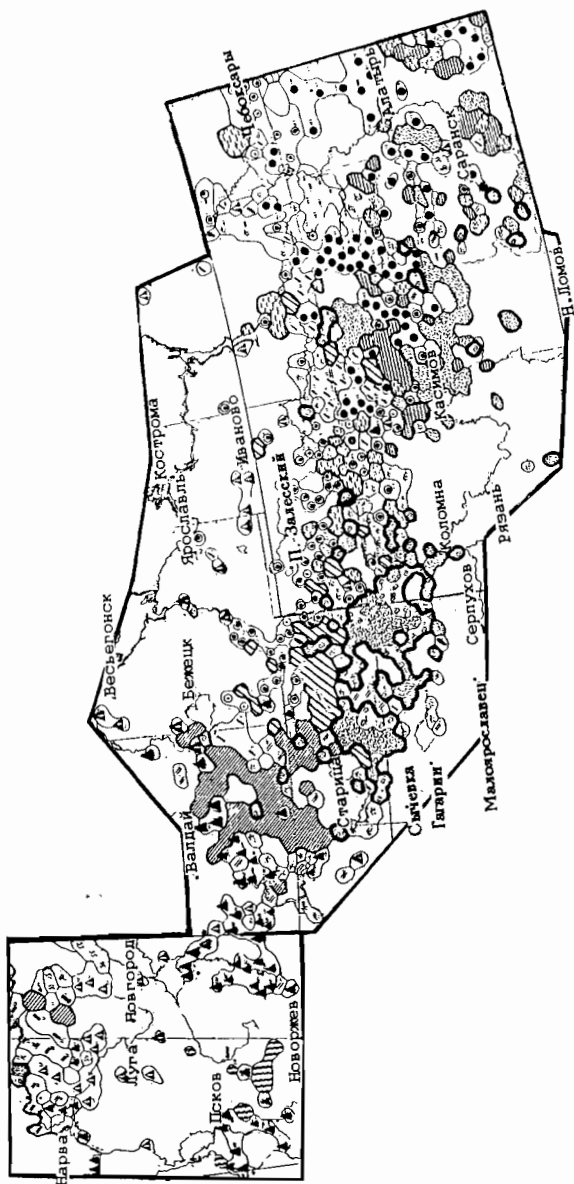 Нарва
Псков
Луга
Новгород
Новоржев
Валдай
Весьегонск
Бежецк
Старица
Сычевка
Гагарин
Малоярославец
Серпухов
Коломна
Рязань
Ярославль
Кострома
Иваново
П. Залесский
Касимов
Н.Ломов
Саранск
Алатырь
Чебоксары